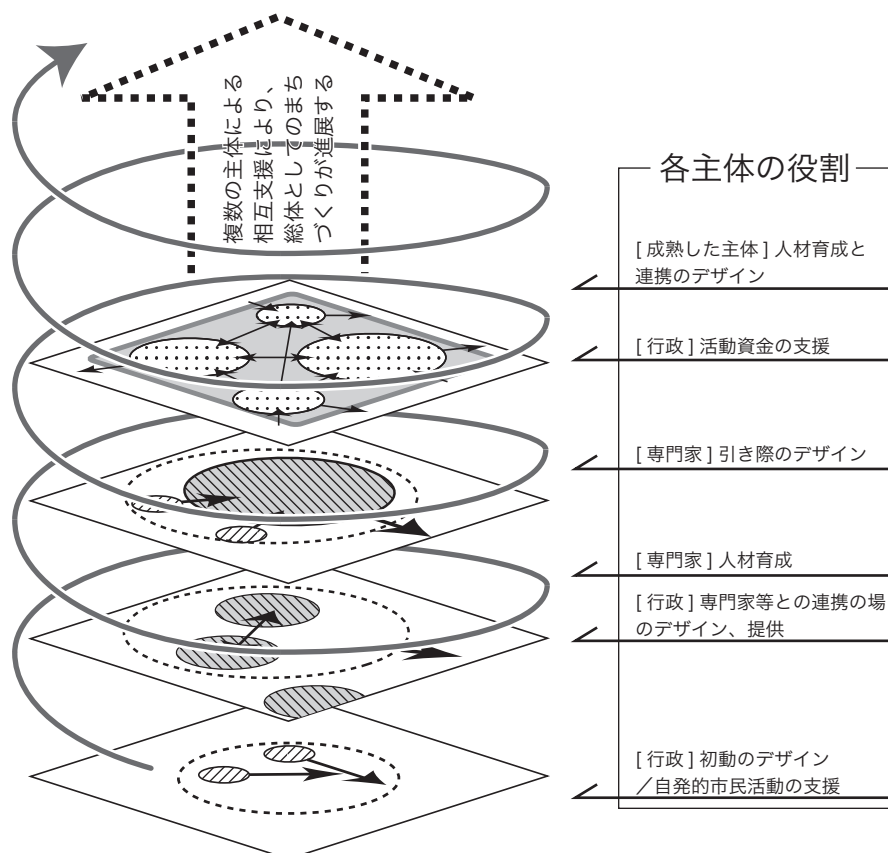 複数の主体による
相互支援により、
総体としてのまち
づくりが進展する
各主体の役割
[ 成熟した主体 ] 人材育成と
連携のデザイン
[ 行政 ] 活動資金の支援
[ 専門家 ] 引き際のデザイン
[ 専門家 ] 人材育成
[ 行政 ] 専門家等との連携の場
のデザイン、提供
[ 行政 ] 初動のデザイン
／自発的市民活動の支援